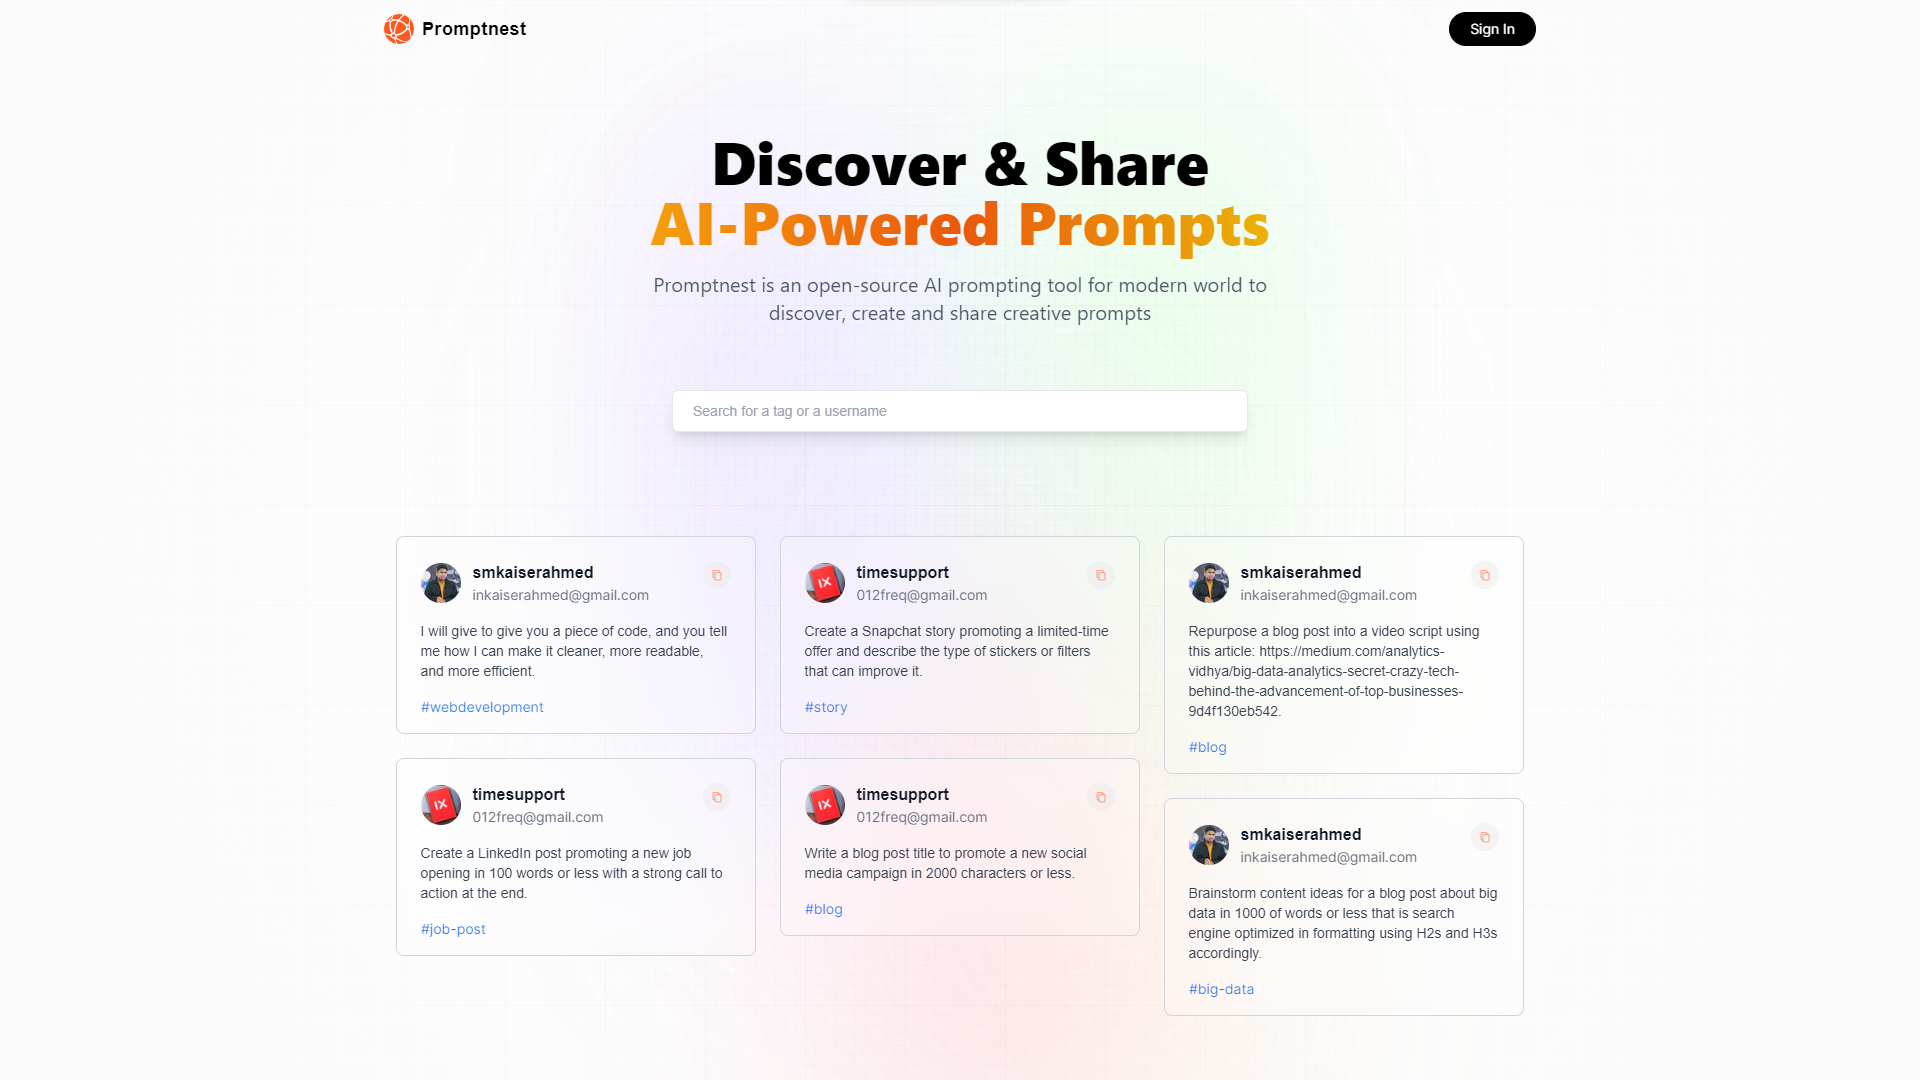 Promptnest
Sign In
Discover & Share
AI-Powered Prompts
Promptnest is an open-source AI prompting tool for modern world to
discover, create and share creative prompts
Search for a tag or a username
smkaiserahmed
inkaiserahmed@gmail.com
I will give to give you a piece of code, and you tell
me how I can make it cleaner, more readable,
and more efficient.
#webdevelopment
timesupport
012freq@gmail.com
Create a LinkedIn post promoting a new job
opening in 100 words or less with a strong call to
action at the end.
#job-post
IX
timesupport
012freq@gmail.com
Create a Snapchat story promoting a limited-time
offer and describe the type of stickers or filters
that can improve it.
#story
IX
timesupport
012freq@gmail.com
Write a blog post title to promote a new social
media campaign in 2000 characters or less.
#blog
IX
smkaiserahmed
inkaiserahmed@gmail.com
Repurpose a blog post into a video script using
this article: https://medium.com/analytics-
vidhya/big-data-analytics-secret-crazy-tech-
behind-the-advancement-of-top-businesses-
9d4f130eb542.
#blog
smkaiserahmed
inkaiserahmed@gmail.com
Brainstorm content ideas for a blog post about big
data in 1000 of words or less that is search
engine optimized in formatting using H2s and H3s
accordingly.
#big-data